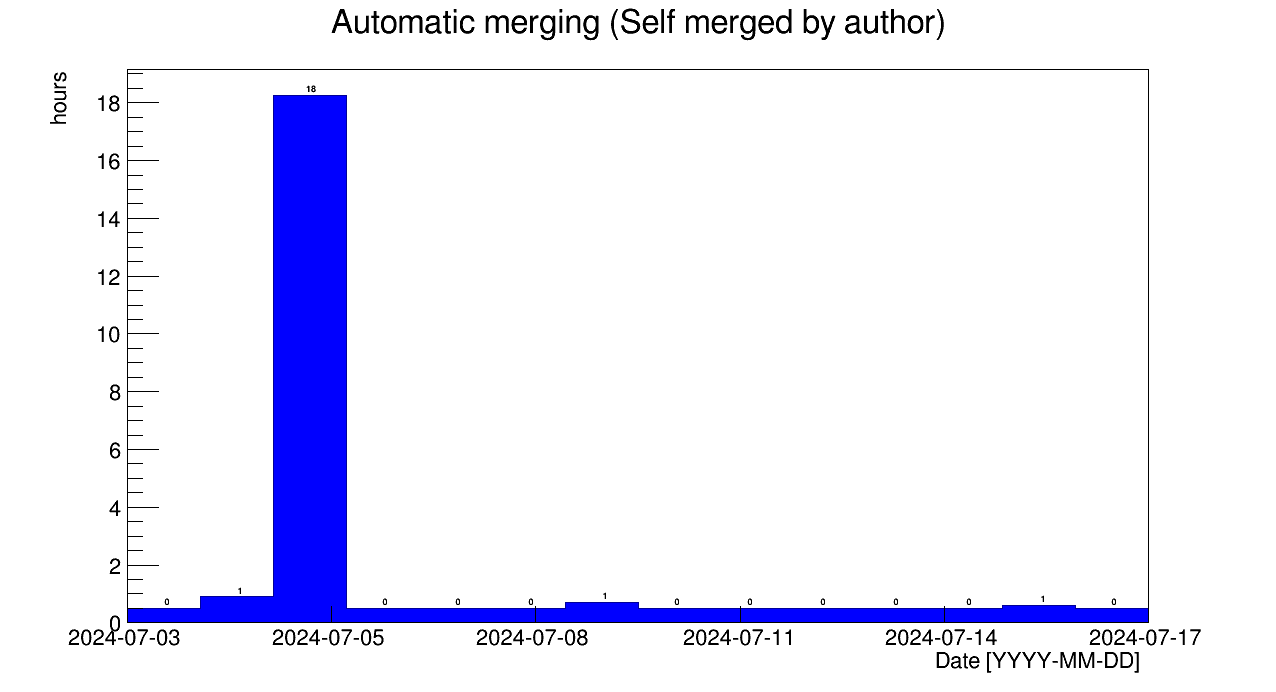 Automatic merging (Self merged by author)
hours
18
16
14
12
10
8
6
4
2
0
0 1 18 0 0 0 1 0 0 0 0 0 1 0
2024-07-03 2024-07-05 2024-07-08 2024-07-11 2024-07-14 2024-07-17
Date [YYYY-MM-DD]